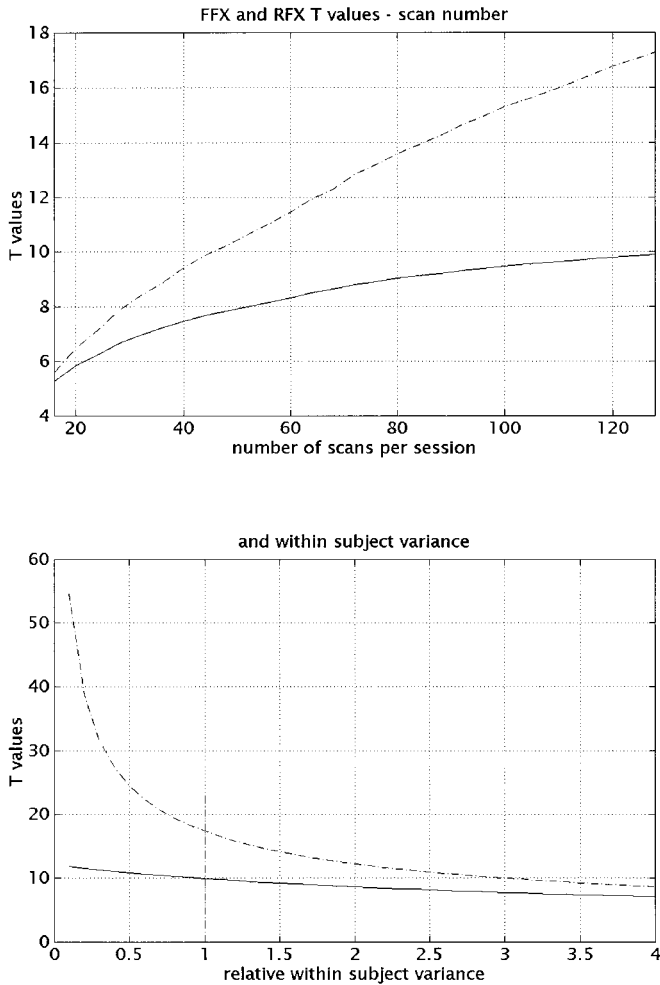 FFX and RFX T values - scan number
18
16
14
12
10
8
6
4
T values
20 40 60 80 100 120
number of scans per session
and within subject variance
60
50
40
30
20
10
0
T values
0 0.5 1 1.5 2 2.5 3 3.5 4
relative within subject variance